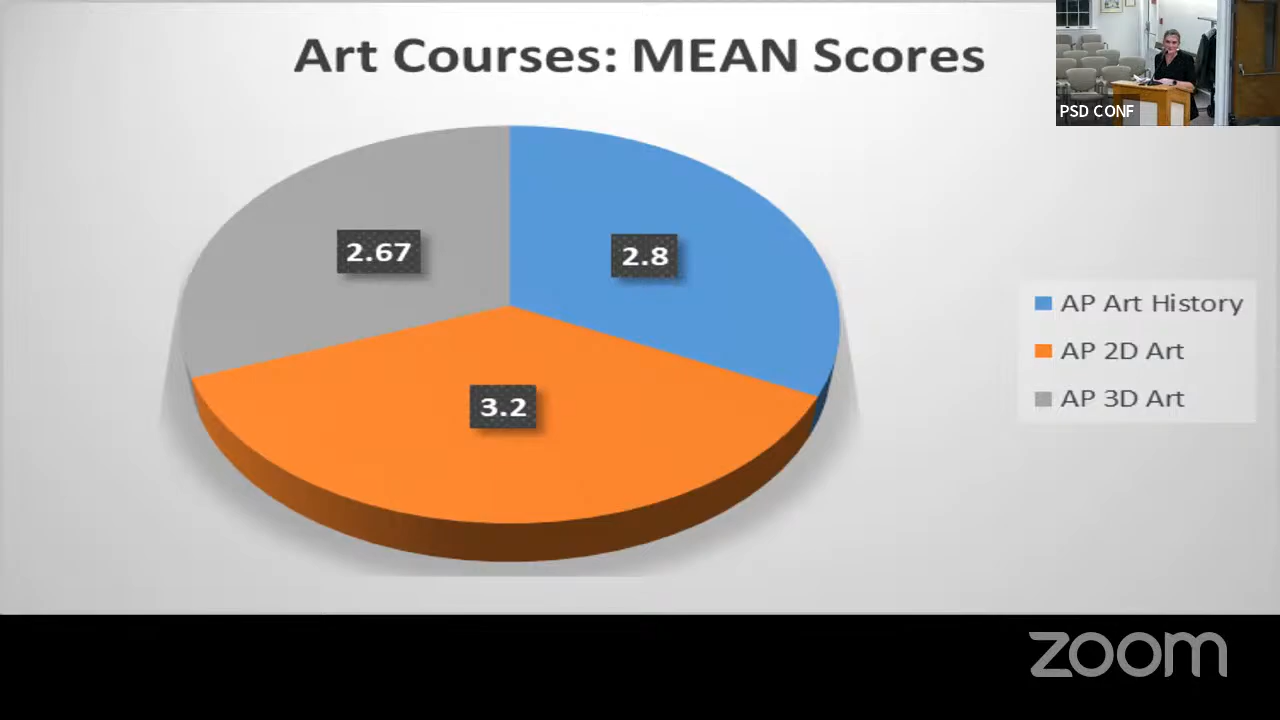 Art Courses: MEAN Scores
PSD CONF
2.67
2.8
3.2
AP Art History
AP 2D Art
AP 3D Art
zoom